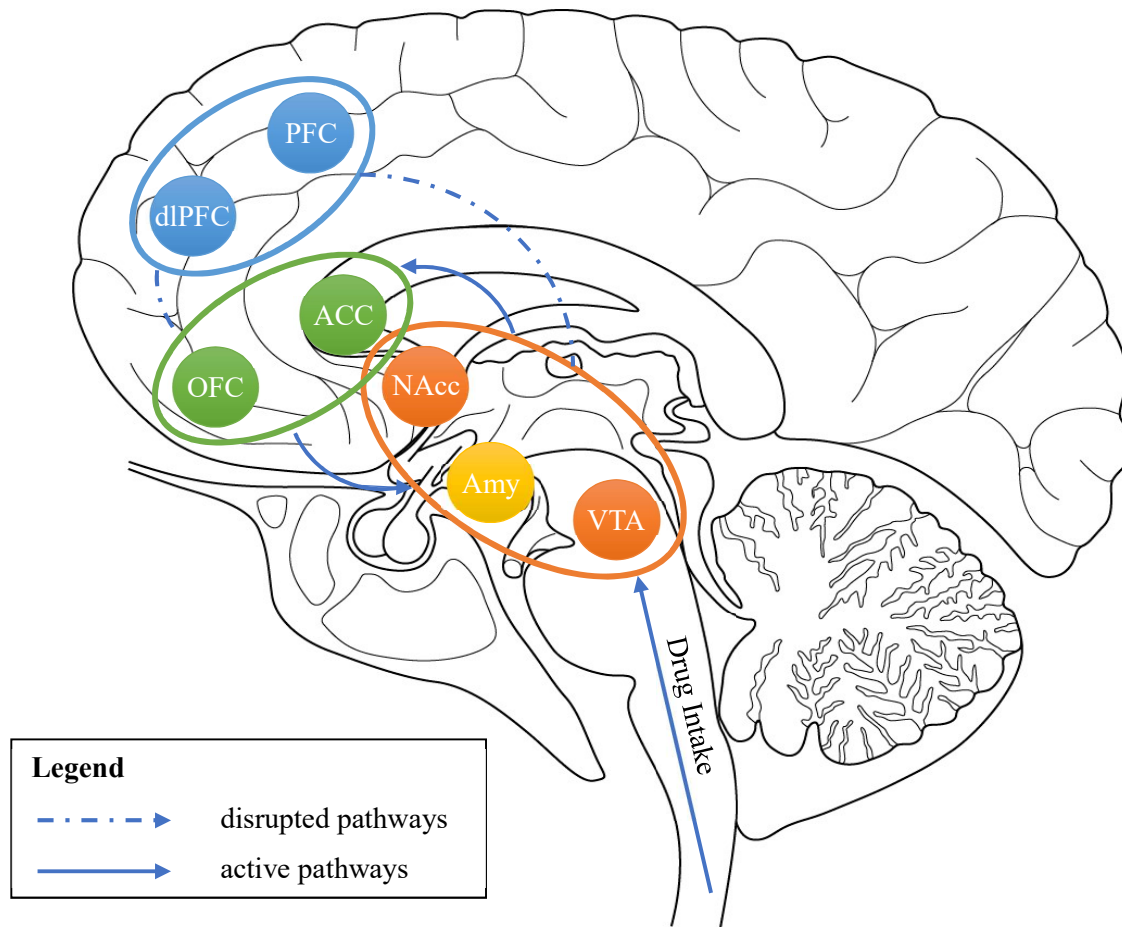 PFC
dlPFC
ACC
OFC
NAcc
Amy
VTA
Drug Intake
Legend
disrupted pathways
active pathways